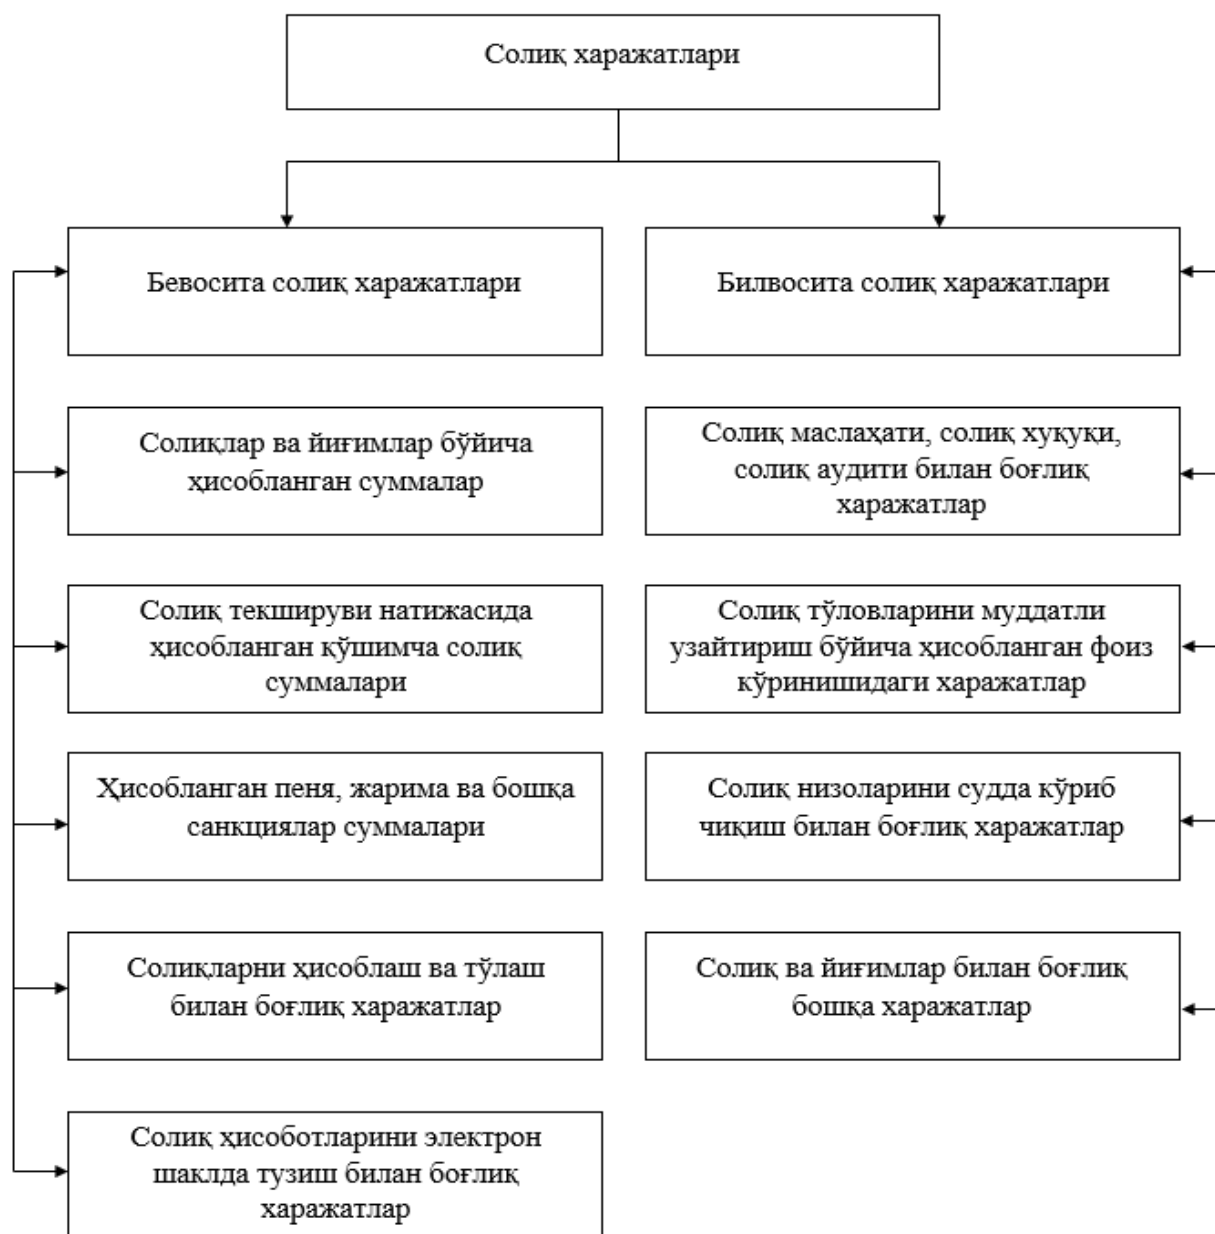 Солиқ харажатлари
Бевосита солиқ харажатлари
Билвосита солиқ харажатлари
Солиқлар ва йиғимлар бўйича
ҳисобланган суммалар
Солиқ маслаҳати, солиқ хуқуқи,
солиқ аудити билан боғлиқ
харажатлар
Солиқ текшируви натижасида
ҳисобланган қўшимча солиқ
суммалари
Солиқ тўловларини муддатли
узайтириш бўйича ҳисобланган фоиз
кўринишидаги харажатлар
Ҳисобланган пеня, жарима ва бошқа
санкциялар суммалари
Солиқ низоларини судда кўриб
чиқиш билан боғлиқ харажатлар
Солиқларни ҳисоблаш ва тўлаш
билан боғлиқ харажатлар
Солиқ ва йиғимлар билан боғлиқ
бошқа харажатлар
Солиқ ҳисоботларини электрон
шаклда тузиш билан боғлиқ
харажатлар